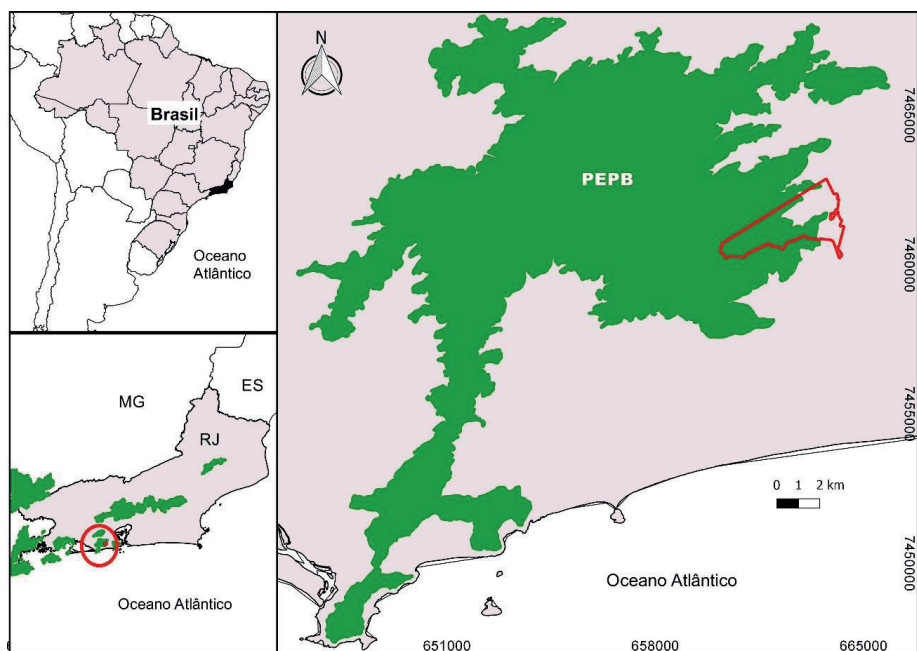 Brasil
Oceano
Atlântico
MG
ES
RJ
Oceano Atlântico
N
PEPB
7465000
7460000
7455000
7450000
0 1 2 km
Oceano Atlântico
651000
658000
665000